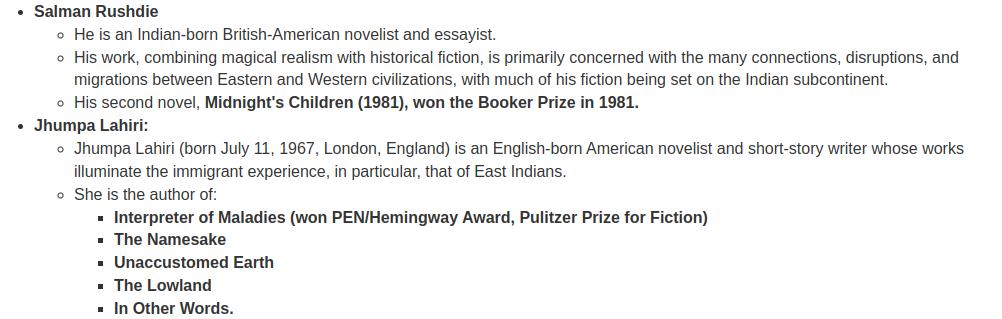 Salman Rushdie
He is an Indian-born British-American novelist and essayist.
His work, combining magical realism with historical fiction, is primarily concerned with the many connections, disruptions, and
migrations between Eastern and Western civilizations, with much of his fiction being set on the Indian subcontinent.
His second novel, Midnight's Children (1981), won the Booker Prize in 1981.
Jhumpa Lahiri:
Jhumpa Lahiri (born July 11, 1967, London, England) is an English-born American novelist and short-story writer whose works
illuminate the immigrant experience, in particular, that of East Indians.
She is the author of:
Interpreter of Maladies (won PEN/Hemingway Award, Pulitzer Prize for Fiction)
The Namesake
Unaccustomed Earth
The Lowland
In Other Words.